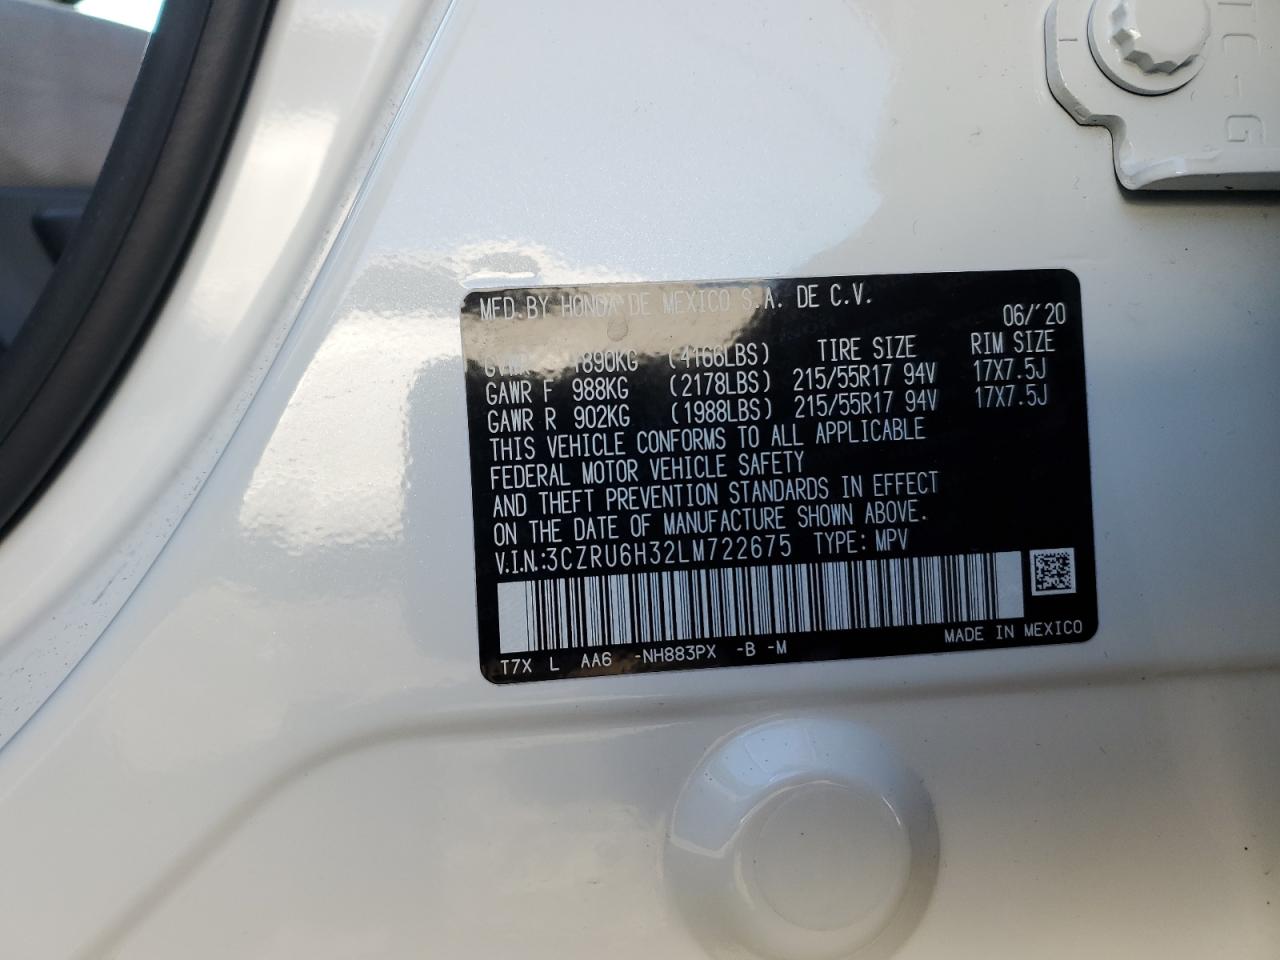 TC-G
MFD. BY HONDA DE MEXICO S.A. DE C.V.
06/'20
GVWR 1890KG (4166LBS) TIRE SIZE RIM SIZE
GAWR F 988KG (2178LBS) 215/55R17 94V 17X7.5J
GAWR R 902KG (1988LBS) 215/55R17 94V 17X7.5J
THIS VEHICLE CONFORMS TO ALL APPLICABLE
FEDERAL MOTOR VEHICLE SAFETY
AND THEFT PREVENTION STANDARDS IN EFFECT
ON THE DATE OF MANUFACTURE SHOWN ABOVE.
V.I.N.:3CZRU6H32LM722675 TYPE: MPV
MADE IN MEXICO
T7X L AA6 -NH883PX -B -M